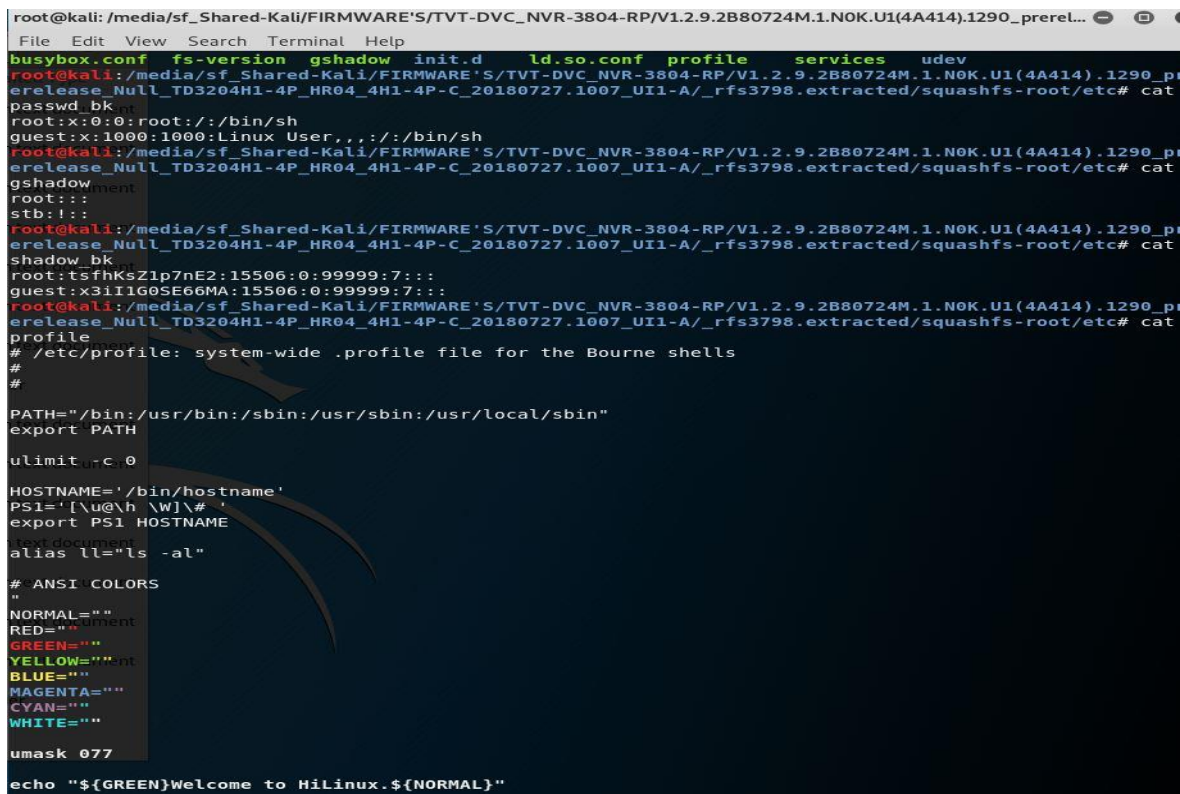 root@kali: /media/sf_Shared-Kali/FIRMWARE'S/TVT-DVC_NVR-3804-RP/V1.2.9.2B80724M.1.N0K.U1(4A414).1290_prerel...
File Edit View Search Terminal Help
busybox.conf fs-version gshadow init.d ld.so.conf profile services udev
root@kali:/media/sf_Shared-Kali/FIRMWARE'S/TVT-DVC_NVR-3804-RP/V1.2.9.2B80724M.1.N0K.U1(4A414).1290_pr
erelease_Null_TD3204H1-4P_HR04_4H1-4P-C_20180727.1007_UI1-A/_rfs3798.extracted/squashfs-root/etc# cat
passwd_bk
root:x:0:0:root:/:/bin/sh
guest:x:1000:1000:Linux User,,,:/:/bin/sh
root@kali:/media/sf_Shared-Kali/FIRMWARE'S/TVT-DVC_NVR-3804-RP/V1.2.9.2B80724M.1.N0K.U1(4A414).1290_pr
erelease_Null_TD3204H1-4P_HR04_4H1-4P-C_20180727.1007_UI1-A/_rfs3798.extracted/squashfs-root/etc# cat
gshadow
root:::
stb:!::
root@kali:/media/sf_Shared-Kali/FIRMWARE'S/TVT-DVC_NVR-3804-RP/V1.2.9.2B80724M.1.N0K.U1(4A414).1290_pr
erelease_Null_TD3204H1-4P_HR04_4H1-4P-C_20180727.1007_UI1-A/_rfs3798.extracted/squashfs-root/etc# cat
shadow_bk
root:tsfhKsZ1p7nE2:15506:0:99999:7:::
guest:x3iI1G0SE66MA:15506:0:99999:7:::
root@kali:/media/sf_Shared-Kali/FIRMWARE'S/TVT-DVC_NVR-3804-RP/V1.2.9.2B80724M.1.N0K.U1(4A414).1290_pr
erelease_Null_TD3204H1-4P_HR04_4H1-4P-C_20180727.1007_UI1-A/_rfs3798.extracted/squashfs-root/etc# cat
profile
# /etc/profile: system-wide .profile file for the Bourne shells
#
#
PATH="/bin:/usr/bin:/sbin:/usr/sbin:/usr/local/sbin"
export PATH
ulimit -c 0
HOSTNAME='/bin/hostname'
PS1='[\u@\h \W]\# '
export PS1 HOSTNAME
alias ll="ls -al"
# ANSI COLORS
"
NORMAL=""
RED=""
GREEN=""
YELLOW=""
BLUE=""
MAGENTA=""
CYAN=""
WHITE=""
umask 077
echo "${GREEN}Welcome to HiLinux.${NORMAL}"